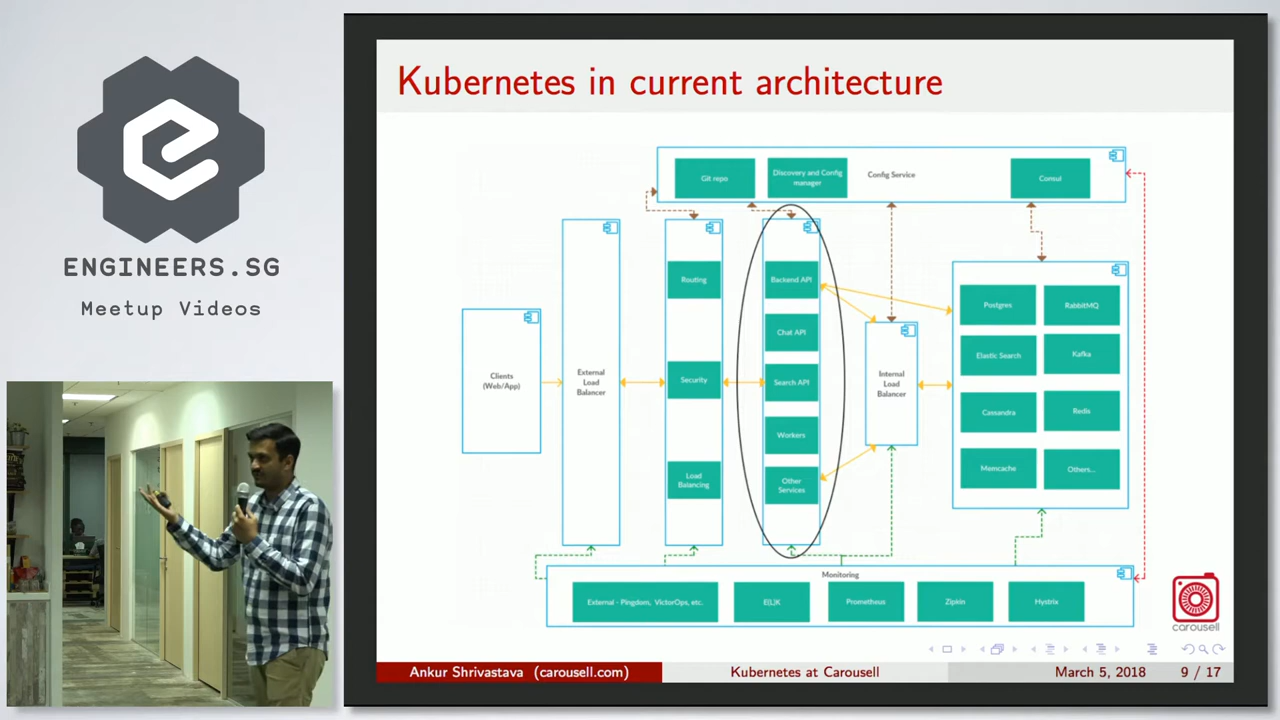 ENGINEERS.SG
Meetup Videos
Kubernetes in current architecture
Git repo
Discovery and Config
manager
Config Service
Consul
Clients
(Web/App)
External
Load
Balancer
Routing
Security
Load
Balancing
Backend API
Chat API
Search API
Workers
Other
Services
Internal
Load
Balancer
Postgres
RabbitMQ
Elastic Search
Kafka
Cassandra
Redis
Memcache
Others...
Monitoring
External - Pingdom, VictorOps, etc.
Prometheus
Zipkin
Hystrix
carousell
Ankur Shrivastava (carousell.com)
Kubernetes at Carousell
March 5, 2018
9 / 17